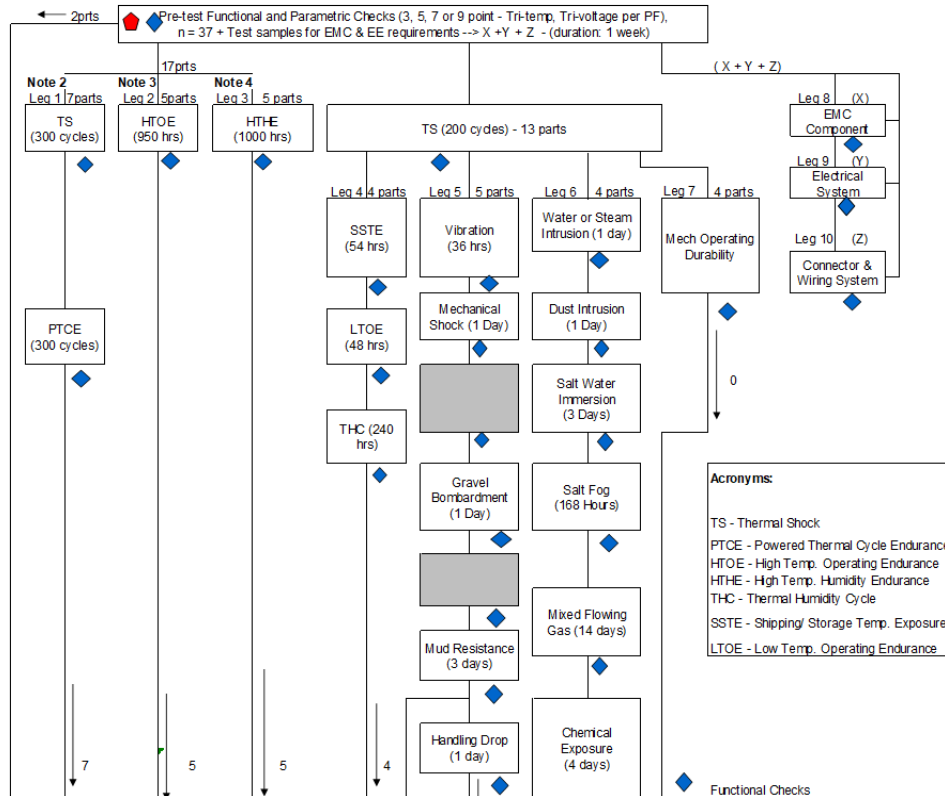 2prts
Pre-test Functional and Parametric Checks (3, 5, 7 or 9 point - Tri-temp, Tri-voltage per PF),
n = 37 + Test samples for EMC & EE requirements --> X +Y + Z - (duration: 1 week)
17prts
(X + Y + Z)
Note 2
Note 3
Note 4
Leg 1 7parts
Leg 2 5parts
Leg 3 5 parts
TS
(300 cycles)
HTOE
(950 hrs)
HTHE
(1000 hrs)
TS (200 cycles) - 13 parts
Leg 8 (X)
EMC
Component
Leg 9 (Y)
Electrical
System
Leg 10 (Z)
Connector &
Wiring System
Leg 4 4 parts
Leg 5 5 parts
Leg 6 4 parts
Leg 7 4 parts
SSTE
(54 hrs)
Vibration
(36 hrs)
Water or Steam
Intrusion (1 day)
Mech Operating
Durability
PTCE
(300 cycles)
LTOE
(48 hrs)
Mechanical
Shock (1 Day)
Dust Intrusion
(1 Day)
0
THC (240
hrs)
Salt Water
Immersion
(3 Days)
Gravel
Bombardment
(1 Day)
Salt Fog
(168 Hours)
Mud Resistance
(3 days)
Mixed Flowing
Gas (14 days)
Handling Drop
(1 day)
Chemical
Exposure
(4 days)
7
5
5
4
Acronyms:
TS - Thermal Shock
PTCE - Powered Thermal Cycle Endurance
HTOE - High Temp. Operating Endurance
HTHE - High Temp. Humidity Endurance
THC - Thermal Humidity Cycle
SSTE - Shipping/ Storage Temp. Exposure
LTOE - Low Temp. Operating Endurance
Functional Checks